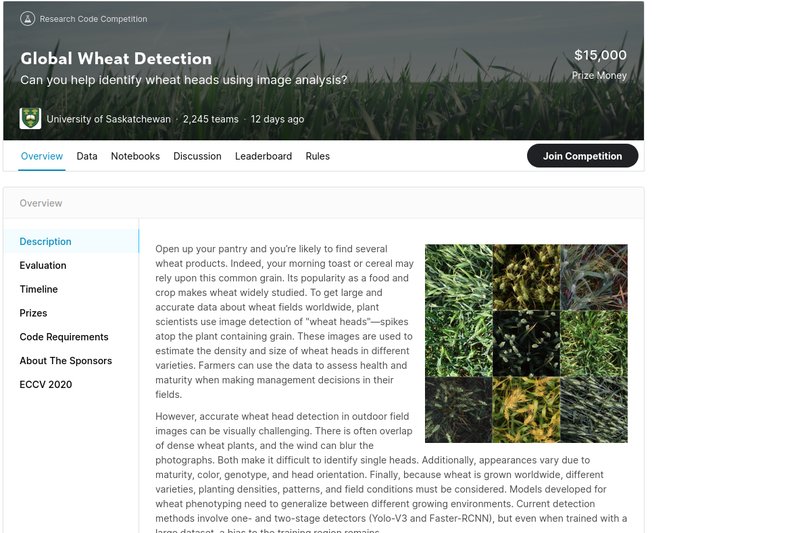 Research Code Competition
Global Wheat Detection
Can you help identify wheat heads using image analysis?
$15,000
Prize Money
University of Saskatchewan · 2,245 teams · 12 days ago
Overview Data Notebooks Discussion Leaderboard Rules Join Competition
Overview
Description
Evaluation
Timeline
Prizes
Code Requirements
About The Sponsors
ECCV 2020
Open up your pantry and you're likely to find several
wheat products. Indeed, your morning toast or cereal may
rely upon this common grain. Its popularity as a food and
crop makes wheat widely studied. To get large and
accurate data about wheat fields worldwide, plant
scientists use image detection of "wheat heads"—spikes
atop the plant containing grain. These images are used to
estimate the density and size of wheat heads in different
varieties. Farmers can use the data to assess health and
maturity when making management decisions in their
fields.
However, accurate wheat head detection in outdoor field
images can be visually challenging. There is often overlap
of dense wheat plants, and the wind can blur the
photographs. Both make it difficult to identify single heads. Additionally, appearances vary due to
maturity, color, genotype, and head orientation. Finally, because wheat is grown worldwide, different
varieties, planting densities, patterns, and field conditions must be considered. Models developed for
wheat phenotyping need to generalize between different growing environments. Current detection
methods involve one- and two-stage detectors (Yolo-V3 and Faster-RCNN), but even when trained with a
large dataset, a bias to the training region remains.